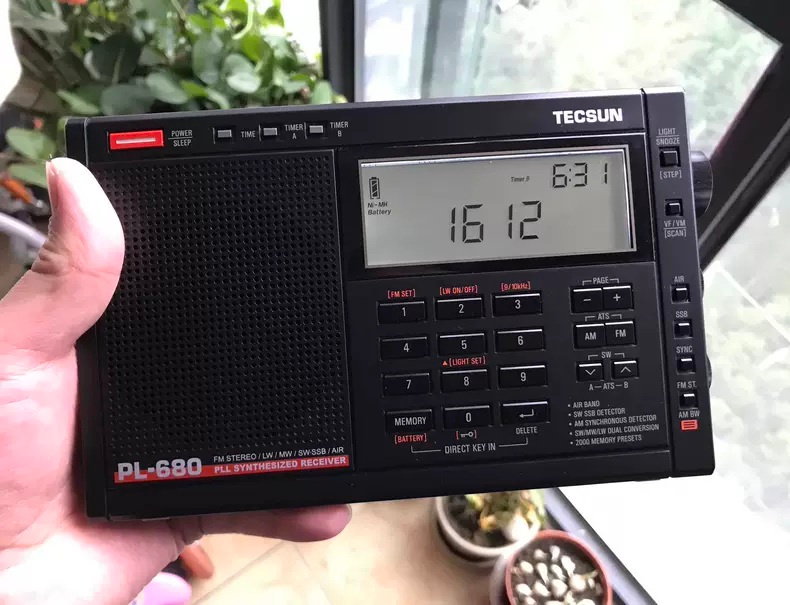 TECSUN
POWER
SLEEP
TIME
TIMER
A
TIMER
B
LIGHT
SNOOZE
[STEP]
VF/VM
[SCAN]
AIR
SSB
SYNC
FM ST.
AM BW
Ni-MH
Battery
Timer B
6:31
1612
[FM SET] [LW ON/OFF] [9/10kHz]
1 2 3
4 5 6
▲[LIGHT SET]
7 8 9
MEMORY 0
[BATTERY] DELETE
DIRECT KEY IN
PAGE
− +
ATS
AM FM
SW
A—ATS—B
• AIR BAND
• SW SSB DETECTOR
• AM SYNCHRONOUS DETECTOR
• SW/MW/LW DUAL CONVERSION
• 2000 MEMORY PRESETS
PL-680
FM STEREO / LW / MW / SW-SSB / AIR
PLL SYNTHESIZED RECEIVER